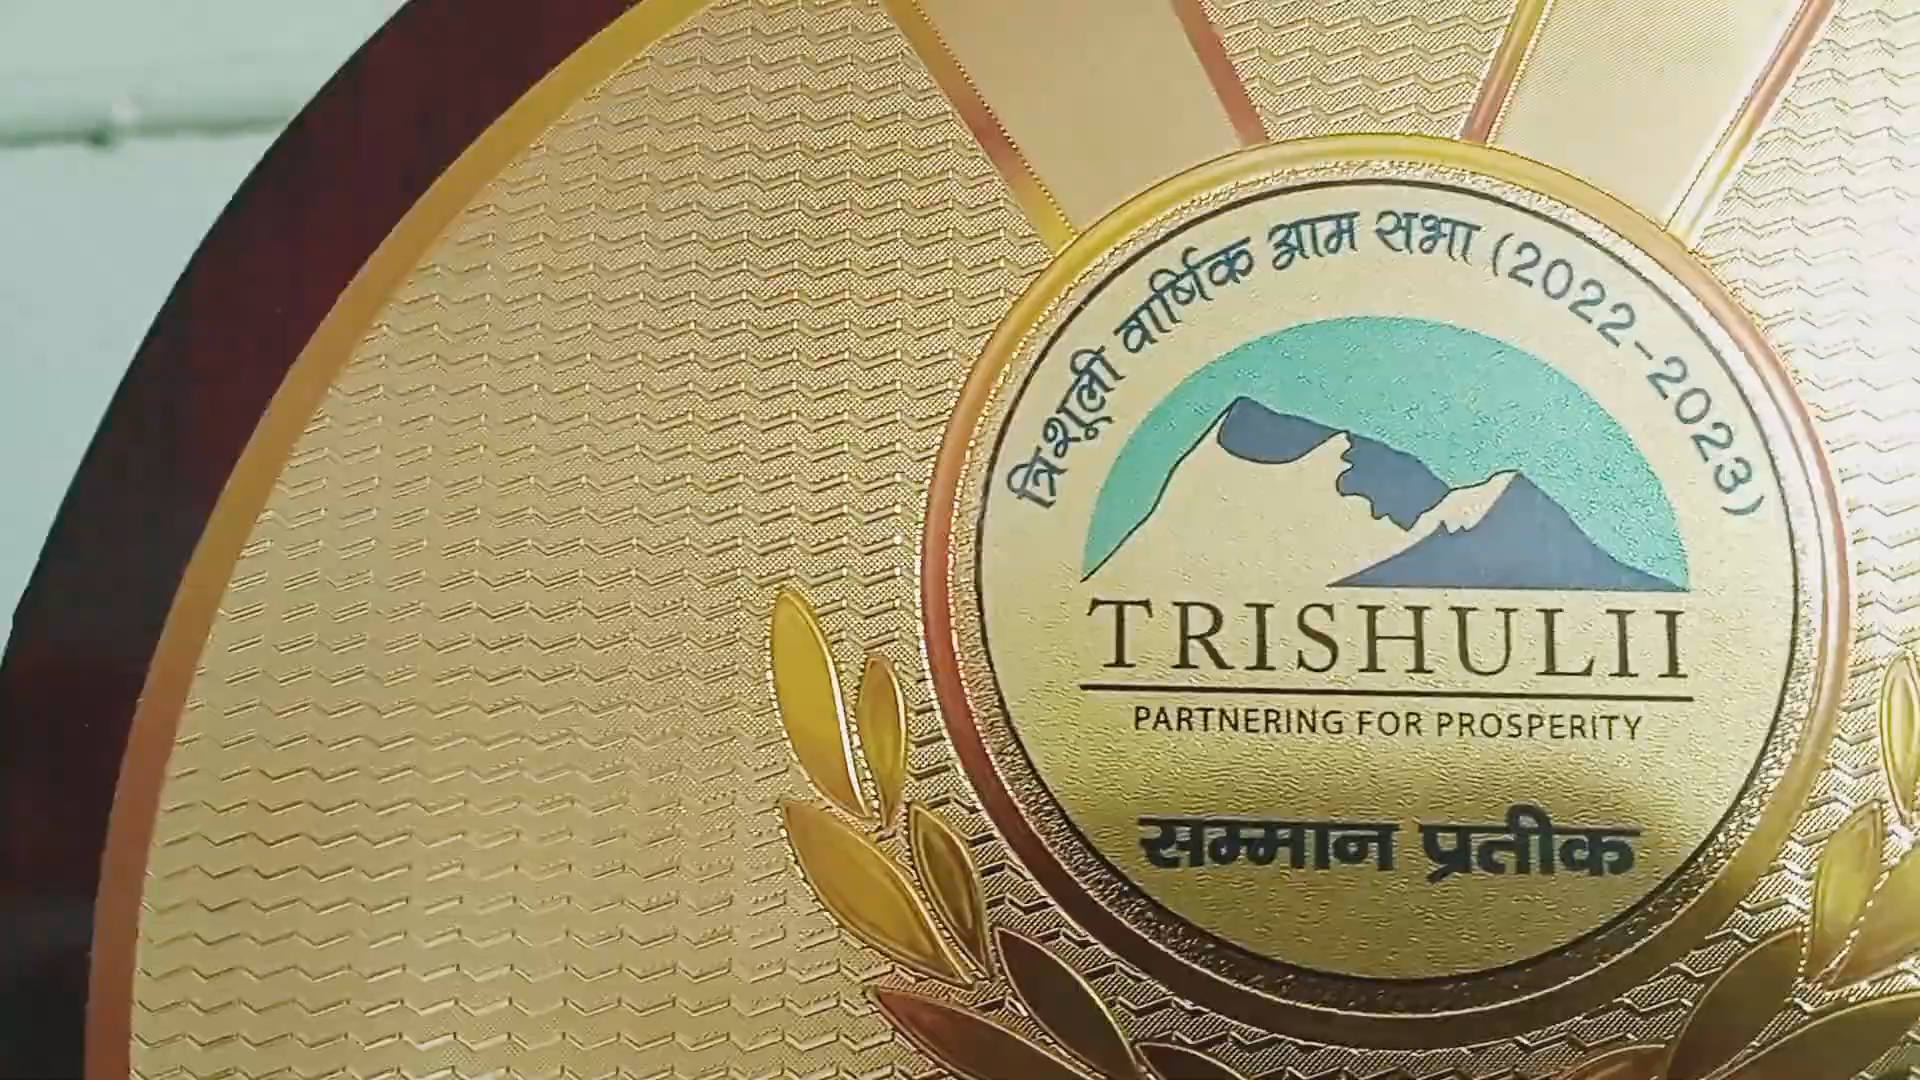 त्रिशूली वार्षिक आम सभा (2022-2023)
TRISHULII
PARTNERING FOR PROSPERITY
सम्मान प्रतीक